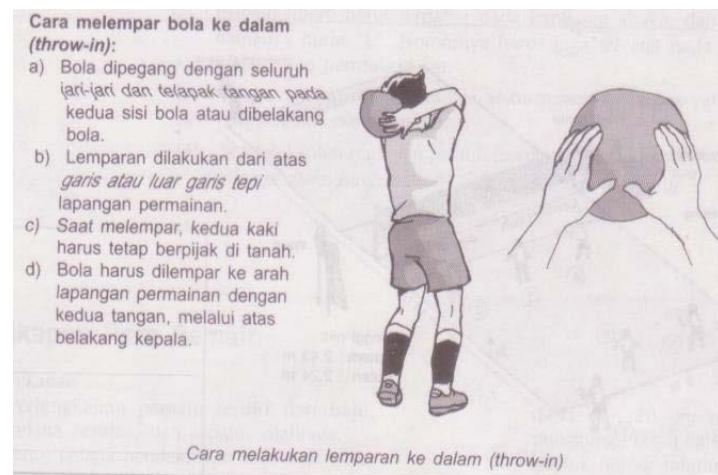 Cara melempar bola ke dalam
(throw-in):
a) Bola dipegang dengan seluruh
jari-jari dan telapak tangan pada
kedua sisi bola atau dibelakang
bola.
b) Lemparan dilakukan dari atas
garis atau luar garis tepi
lapangan permainan.
c) Saat melempar, kedua kaki
harus tetap berpijak di tanah.
d) Bola harus dilempar ke arah
lapangan permainan dengan
kedua tangan, melalui atas
belakang kepala.
Cara melakukan lemparan ke dalam (throw-in)